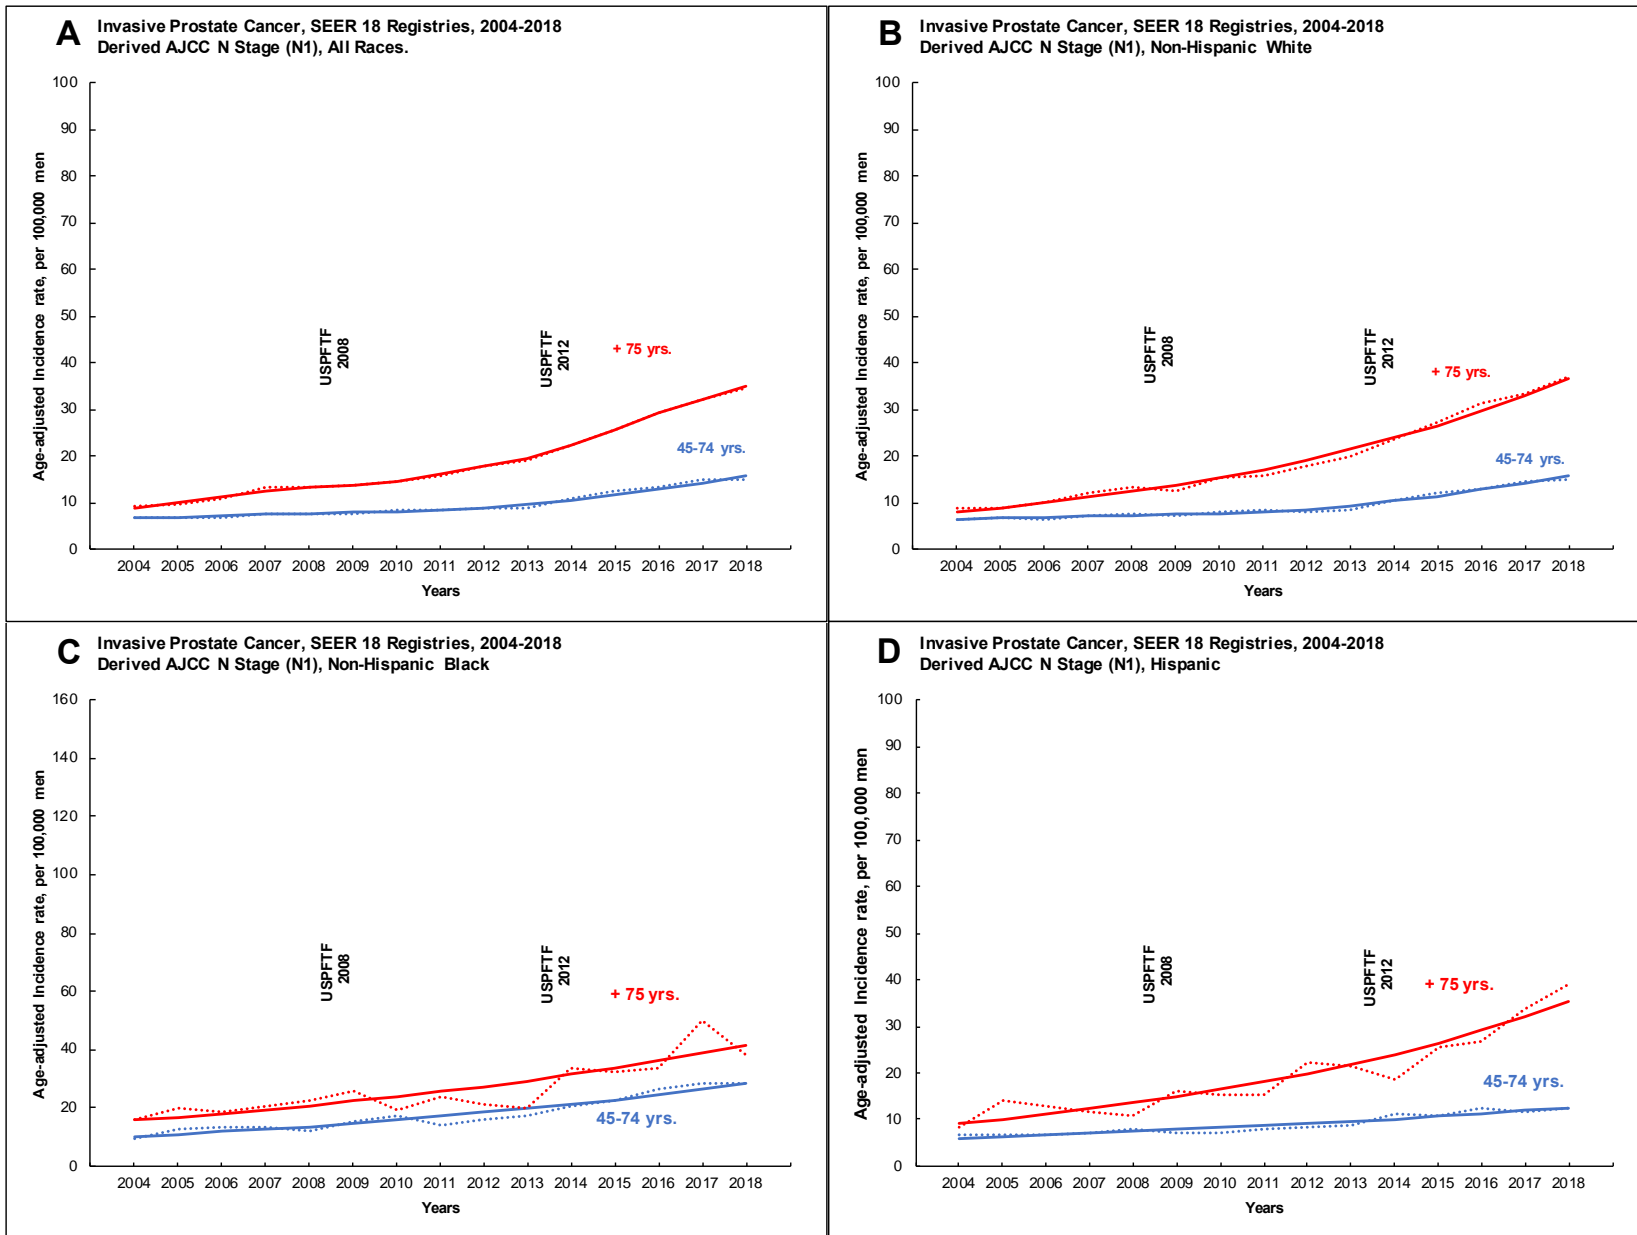 A
Invasive Prostate Cancer, SEER 18 Registries, 2004-2018
Derived AJCC N Stage (N1), All Races.
Age-adjusted Incidence rate, per 100,000 men
100
90
80
70
60
50
40
30
20
10
0
USPFTF
2008
USPFTF
2012
+ 75 yrs.
45-74 yrs.
2004 2005 2006 2007 2008 2009 2010 2011 2012 2013 2014 2015 2016 2017 2018
Years
B
Invasive Prostate Cancer, SEER 18 Registries, 2004-2018
Derived AJCC N Stage (N1), Non-Hispanic White
Age-adjusted Incidence rate, per 100,000 men
100
90
80
70
60
50
40
30
20
10
0
USPFTF
2008
USPFTF
2012
+ 75 yrs.
45-74 yrs.
2004 2005 2006 2007 2008 2009 2010 2011 2012 2013 2014 2015 2016 2017 2018
Years
C
Invasive Prostate Cancer, SEER 18 Registries, 2004-2018
Derived AJCC N Stage (N1), Non-Hispanic Black
Age-adjusted Incidence rate, per 100,000 men
160
140
120
100
80
60
40
20
0
USPFTF
2008
USPFTF
2012
+ 75 yrs.
45-74 yrs.
2004 2005 2006 2007 2008 2009 2010 2011 2012 2013 2014 2015 2016 2017 2018
Years
D
Invasive Prostate Cancer, SEER 18 Registries, 2004-2018
Derived AJCC N Stage (N1), Hispanic
Age-adjusted Incidence rate, per 100,000 men
100
90
80
70
60
50
40
30
20
10
0
USPFTF
2008
USPFTF
2012
+ 75 yrs.
45-74 yrs.
2004 2005 2006 2007 2008 2009 2010 2011 2012 2013 2014 2015 2016 2017 2018
Years